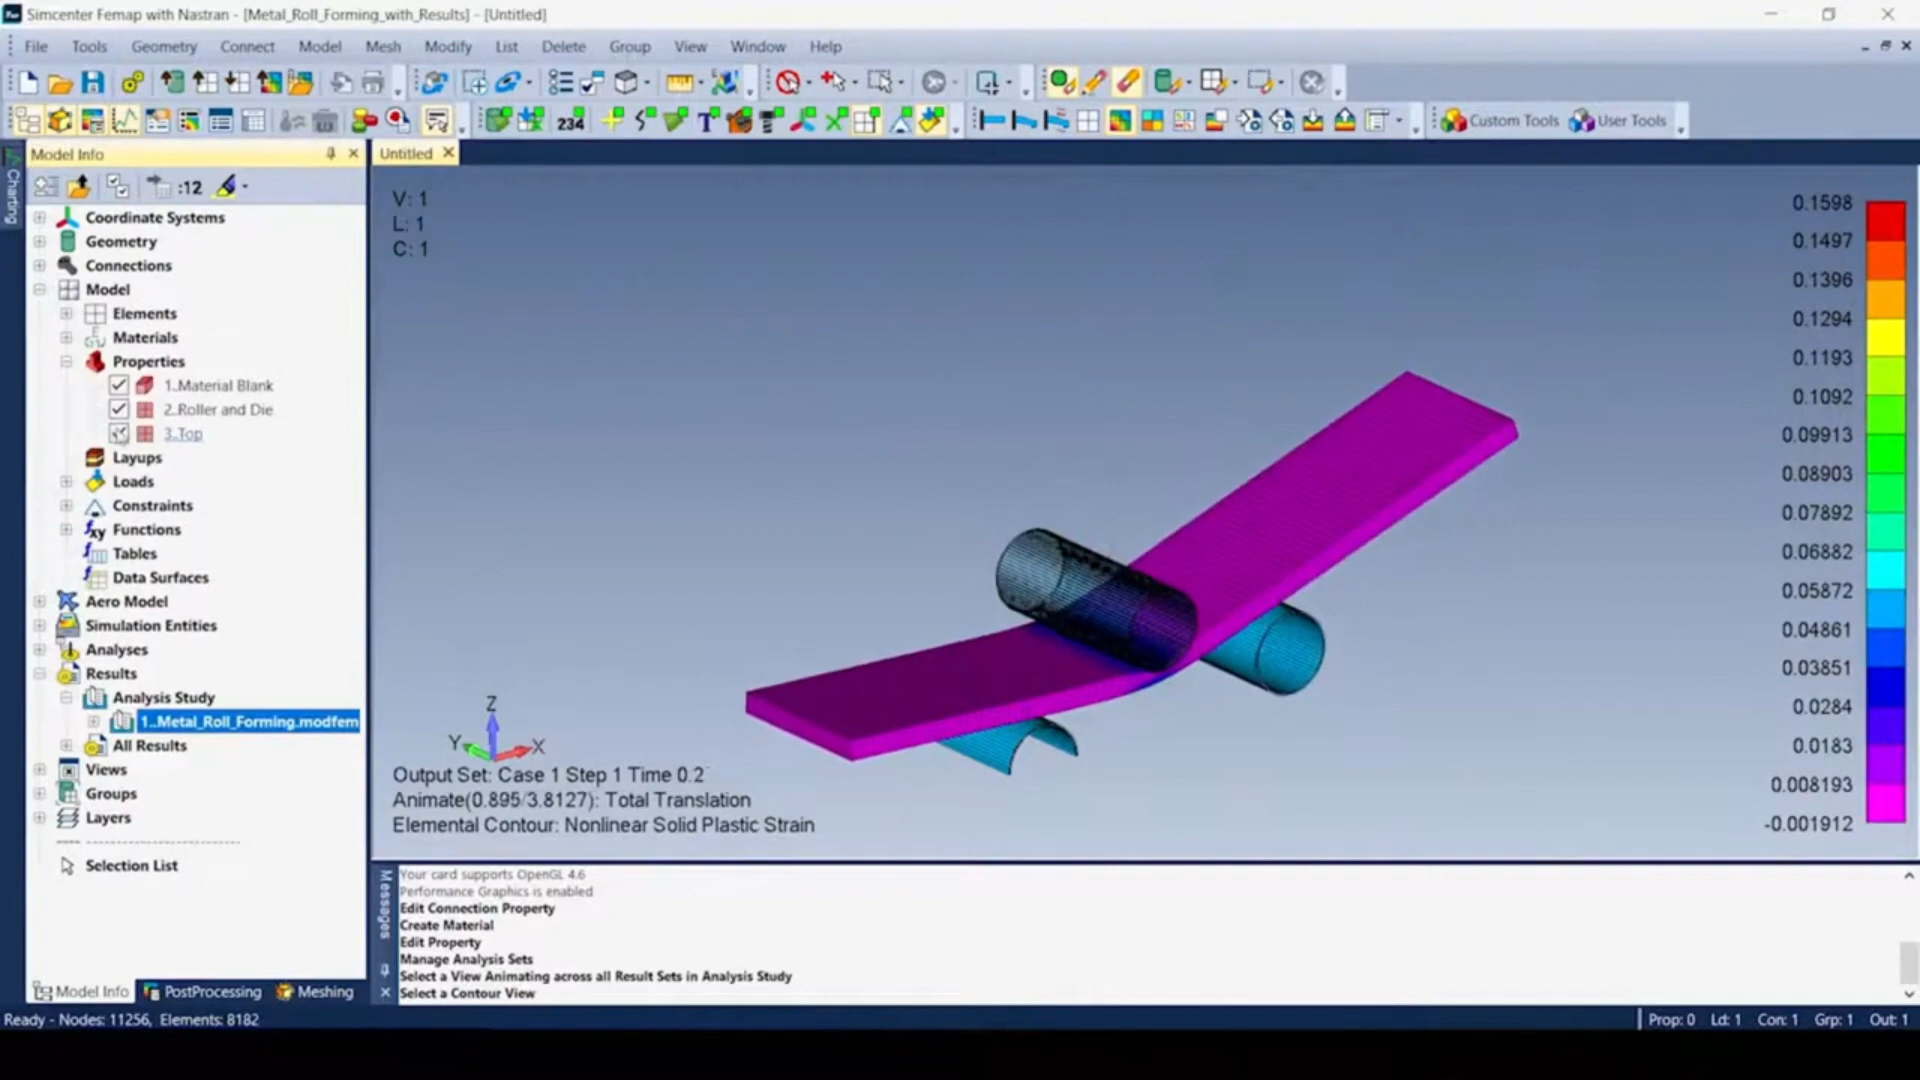 Simcenter Femap with Nastran - [Metal_Roll_Forming_with_Results] - [Untitled]
File Tools Geometry Connect Model Mesh Modify List Delete Group View Window Help
234
Custom Tools User Tools
Model Info
Untitled
Charting
:12
Coordinate Systems
Geometry
Connections
Model
Elements
Materials
Properties
1..Material Blank
2..Roller and Die
3..Top
Layups
Loads
Constraints
Functions
Tables
Data Surfaces
Aero Model
Simulation Entities
Analyses
Results
Analysis Study
1..Metal_Roll_Forming.modfem
All Results
Views
Groups
Layers
Selection List
Model Info PostProcessing Meshing
V: 1
L: 1
C: 1
0.1598
0.1497
0.1396
0.1294
0.1193
0.1092
0.09913
0.08903
0.07892
0.06882
0.05872
0.04861
0.03851
0.0284
0.0183
0.008193
-0.001912
Z
Y
X
Output Set: Case 1 Step 1 Time 0.2
Animate(0.895/3.8127): Total Translation
Elemental Contour: Nonlinear Solid Plastic Strain
Messages
Your card supports OpenGL 4.6
Performance Graphics is enabled
Edit Connection Property
Create Material
Edit Property
Manage Analysis Sets
Select a View Animating across all Result Sets in Analysis Study
Select a Contour View
Ready - Nodes: 11256, Elements: 8182
Prop: 0 Ld: 1 Con: 1 Grp: 1 Out: 1